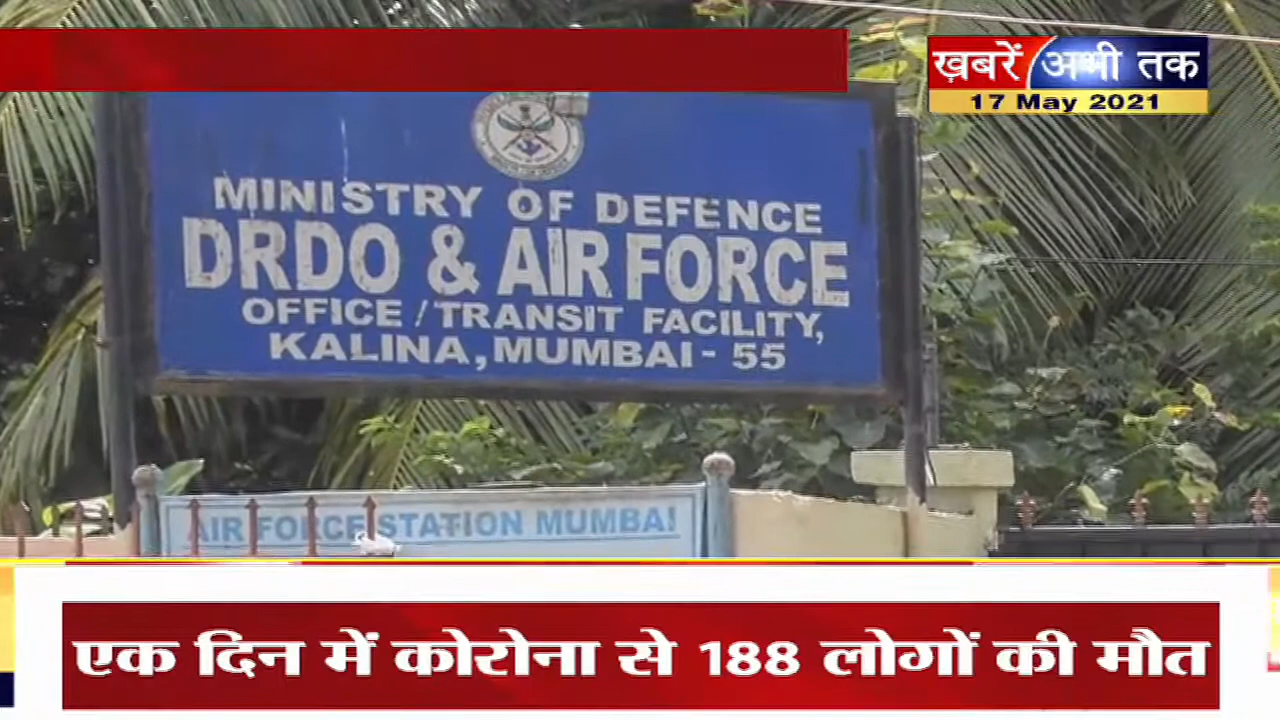 ख़बरें अभी तक
17 May 2021
MINISTRY OF DEFENCE
DRDO & AIR FORCE
OFFICE / TRANSIT FACILITY,
KALINA, MUMBAI - 55
AIR FORCE STATION MUMBAI
एक दिन में कोरोना से 188 लोगों की मौत